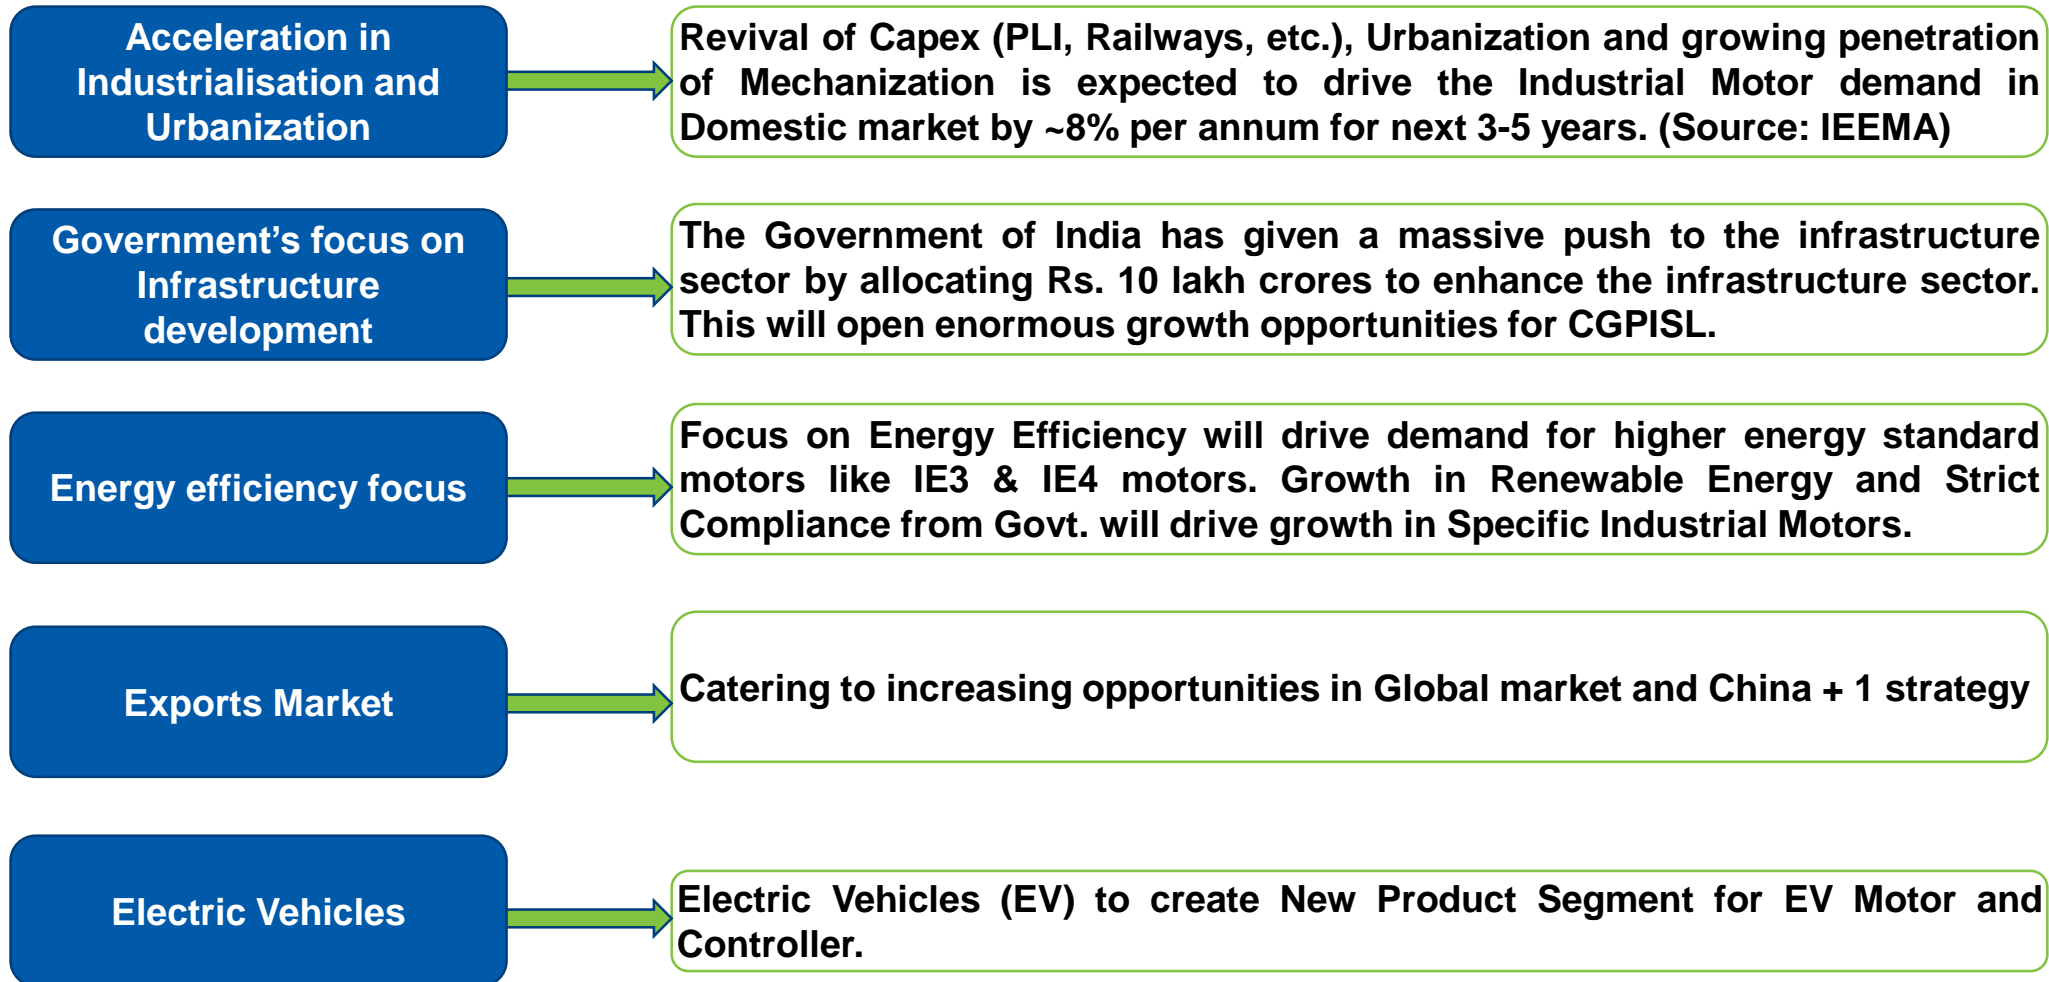 Acceleration in
Industrialisation and
Urbanization
Revival of Capex (PLI, Railways, etc.), Urbanization and growing penetration
of Mechanization is expected to drive the Industrial Motor demand in
Domestic market by ~8% per annum for next 3-5 years. (Source: IEEMA)
Government’s focus on
Infrastructure
development
The Government of India has given a massive push to the infrastructure
sector by allocating Rs. 10 lakh crores to enhance the infrastructure sector.
This will open enormous growth opportunities for CGPISL.
Energy efficiency focus
Focus on Energy Efficiency will drive demand for higher energy standard
motors like IE3 & IE4 motors. Growth in Renewable Energy and Strict
Compliance from Govt. will drive growth in Specific Industrial Motors.
Exports Market
Catering to increasing opportunities in Global market and China + 1 strategy
Electric Vehicles
Electric Vehicles (EV) to create New Product Segment for EV Motor and
Controller.